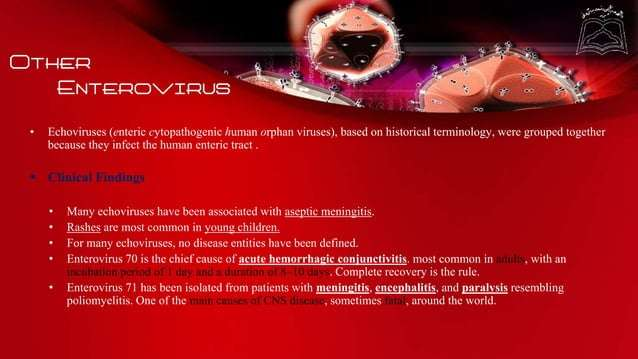 Other
Enterovirus
• Echoviruses (enteric cytopathogenic human orphan viruses), based on historical terminology, were grouped together
because they infect the human enteric tract .
• Clinical Findings
• Many echoviruses have been associated with aseptic meningitis.
• Rashes are most common in young children.
• For many echoviruses, no disease entities have been defined.
• Enterovirus 70 is the chief cause of acute hemorrhagic conjunctivitis. most common in adults, with an
incubation period of 1 day and a duration of 8–10 days. Complete recovery is the rule.
• Enterovirus 71 has been isolated from patients with meningitis, encephalitis, and paralysis resembling
poliomyelitis. One of the main causes of CNS disease, sometimes fatal, around the world.